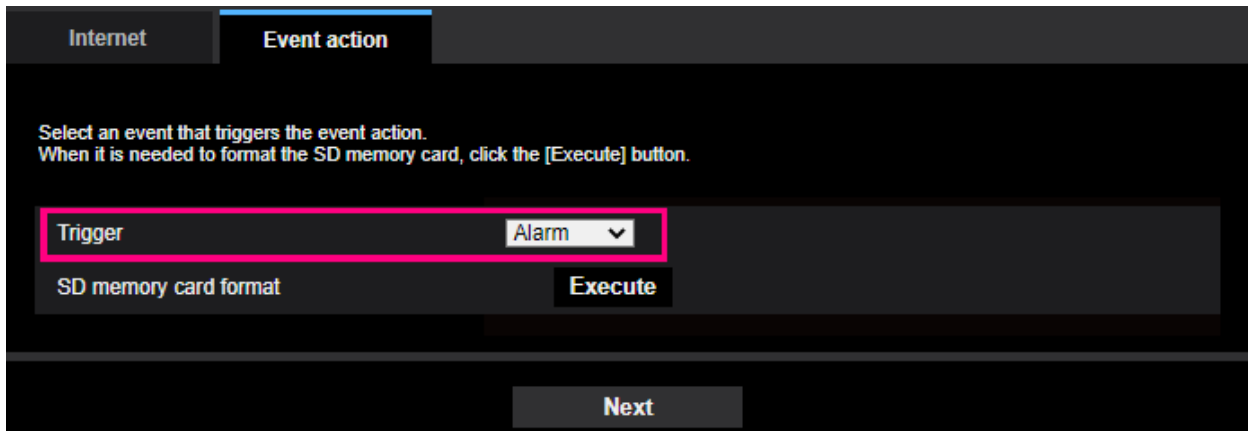 Internet Event action
Select an event that triggers the event action.
When it is needed to format the SD memory card, click the [Execute] button.
Trigger Alarm
SD memory card format Execute
Next